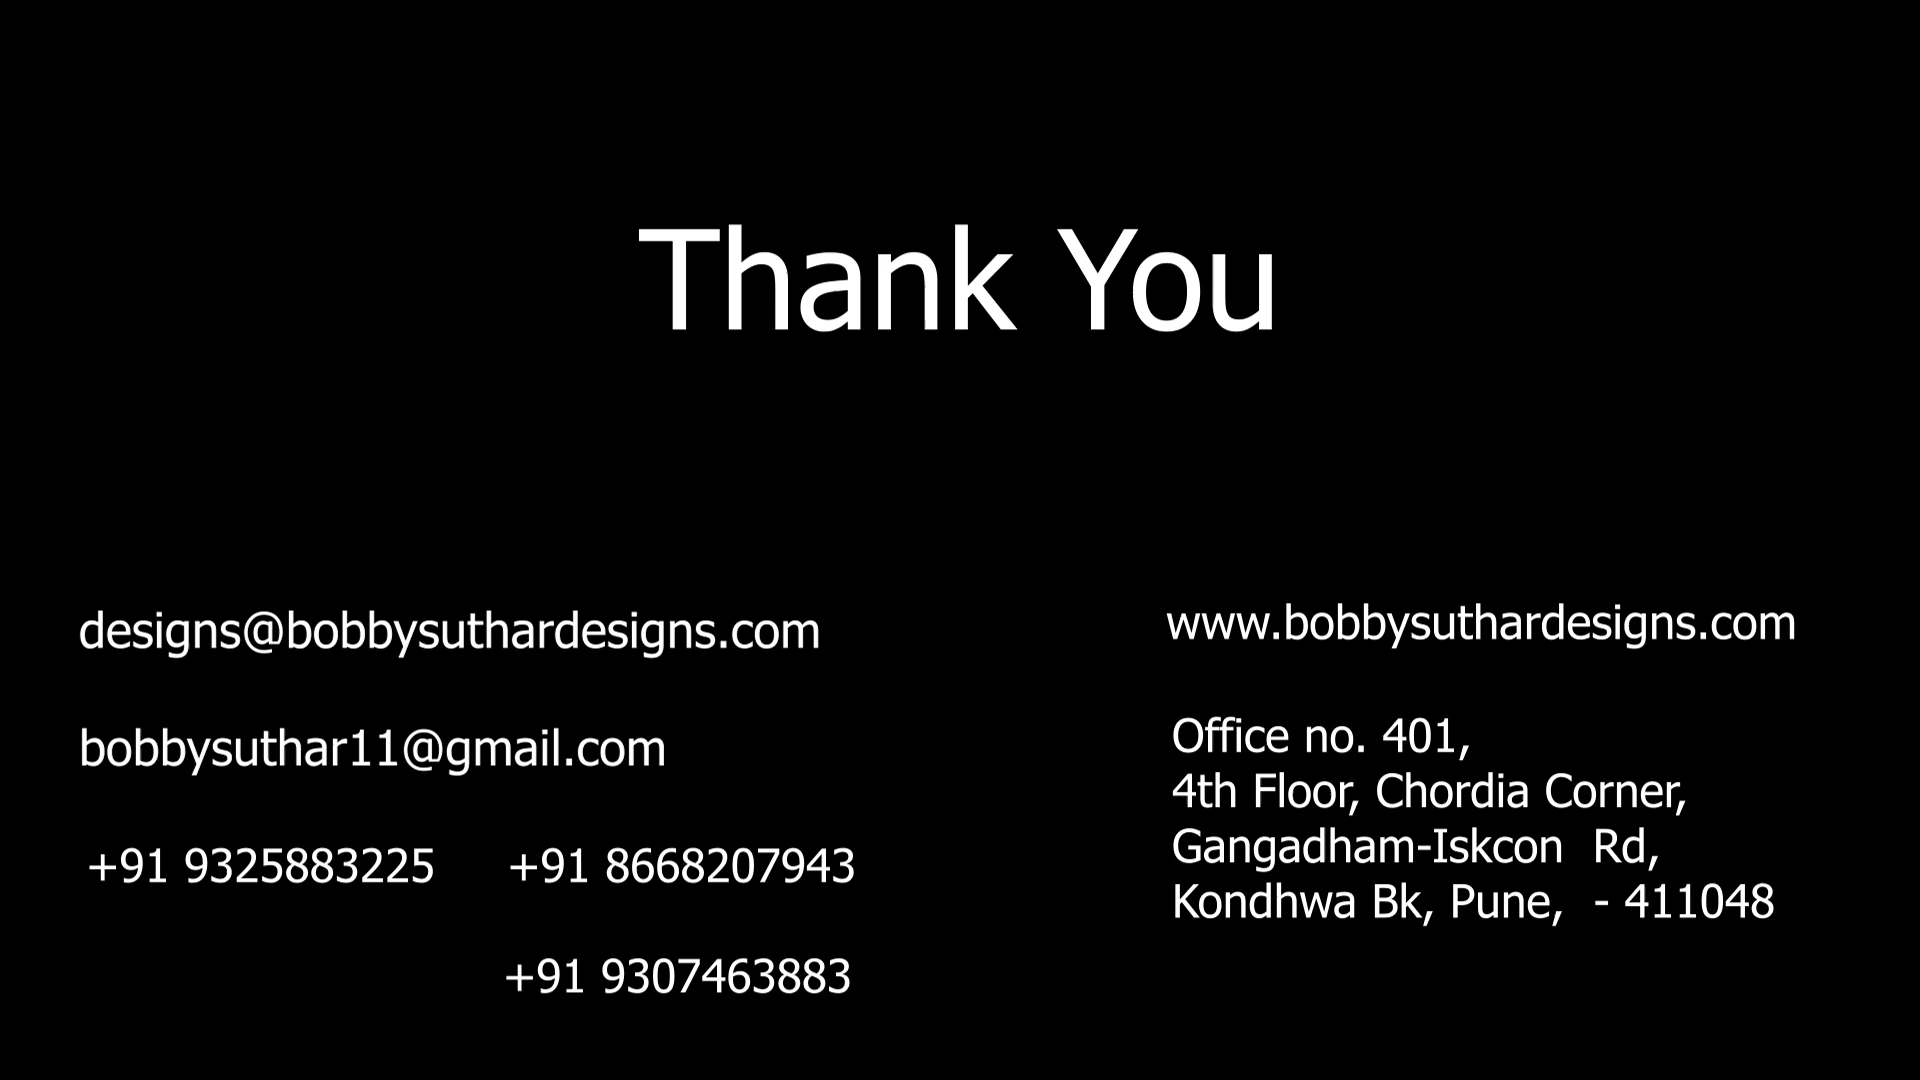 Thank You
designs@bobbysuthardesigns.com
bobbysuthar11@gmail.com
+91 9325883225 +91 8668207943
+91 9307463883
www.bobbysuthardesigns.com
Office no. 401,
4th Floor, Chordia Corner,
Gangadham-Iskcon Rd,
Kondhwa Bk, Pune, - 411048